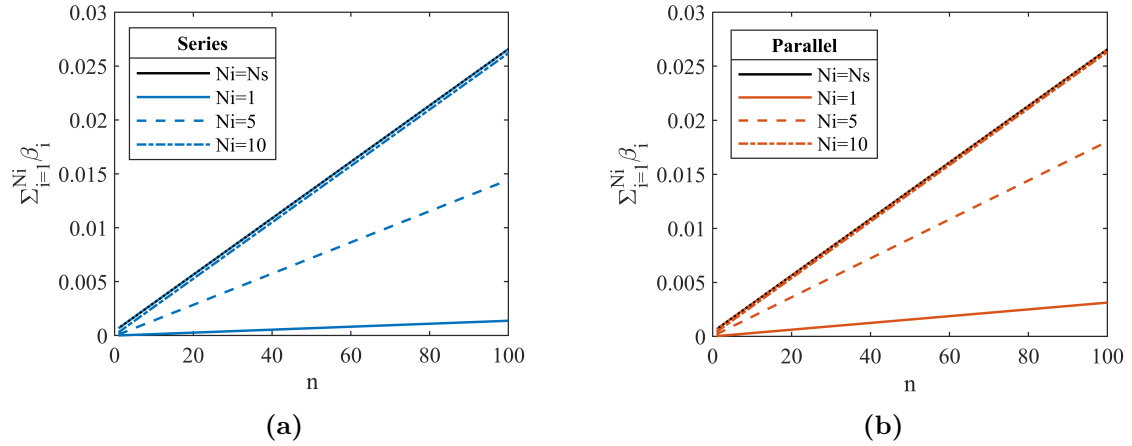 0.03
0.025
0.02
0.015
0.01
0.005
0
0 20 40 60 80 100
n
Σ_{i=1}^{Ni} β_i
Series
Ni=Ns
Ni=1
Ni=5
Ni=10
(a)
0.03
0.025
0.02
0.015
0.01
0.005
0
0 20 40 60 80 100
n
Σ_{i=1}^{Ni} β_i
Parallel
Ni=Ns
Ni=1
Ni=5
Ni=10
(b)